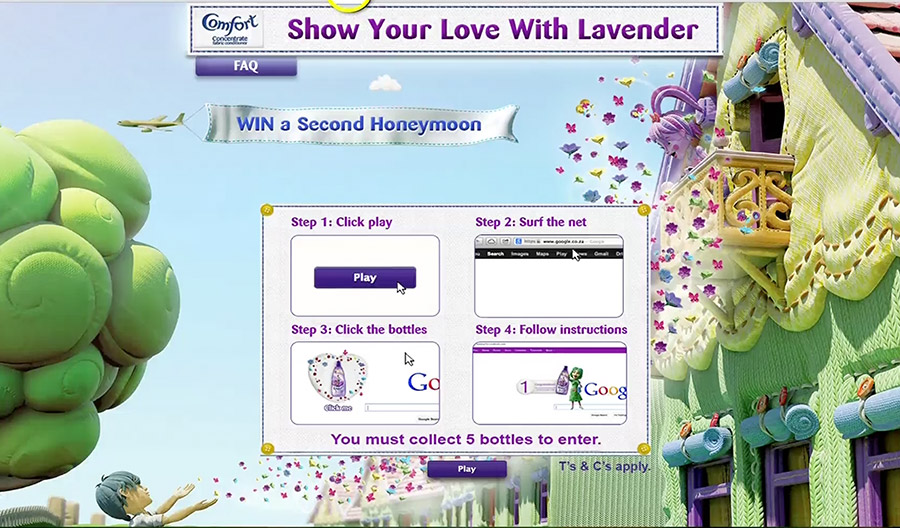 Comfort
Concentrate
fabric conditioner
Show Your Love With Lavender
FAQ
WIN a Second Honeymoon
Step 1: Click play
Step 2: Surf the net
Play
www.google.co.za
Search Images Maps Play News Gmail
Step 3: Click the bottles
Step 4: Follow instructions
Click me
Goo
1
Goog
You must collect 5 bottles to enter.
Play
T's & C's apply.